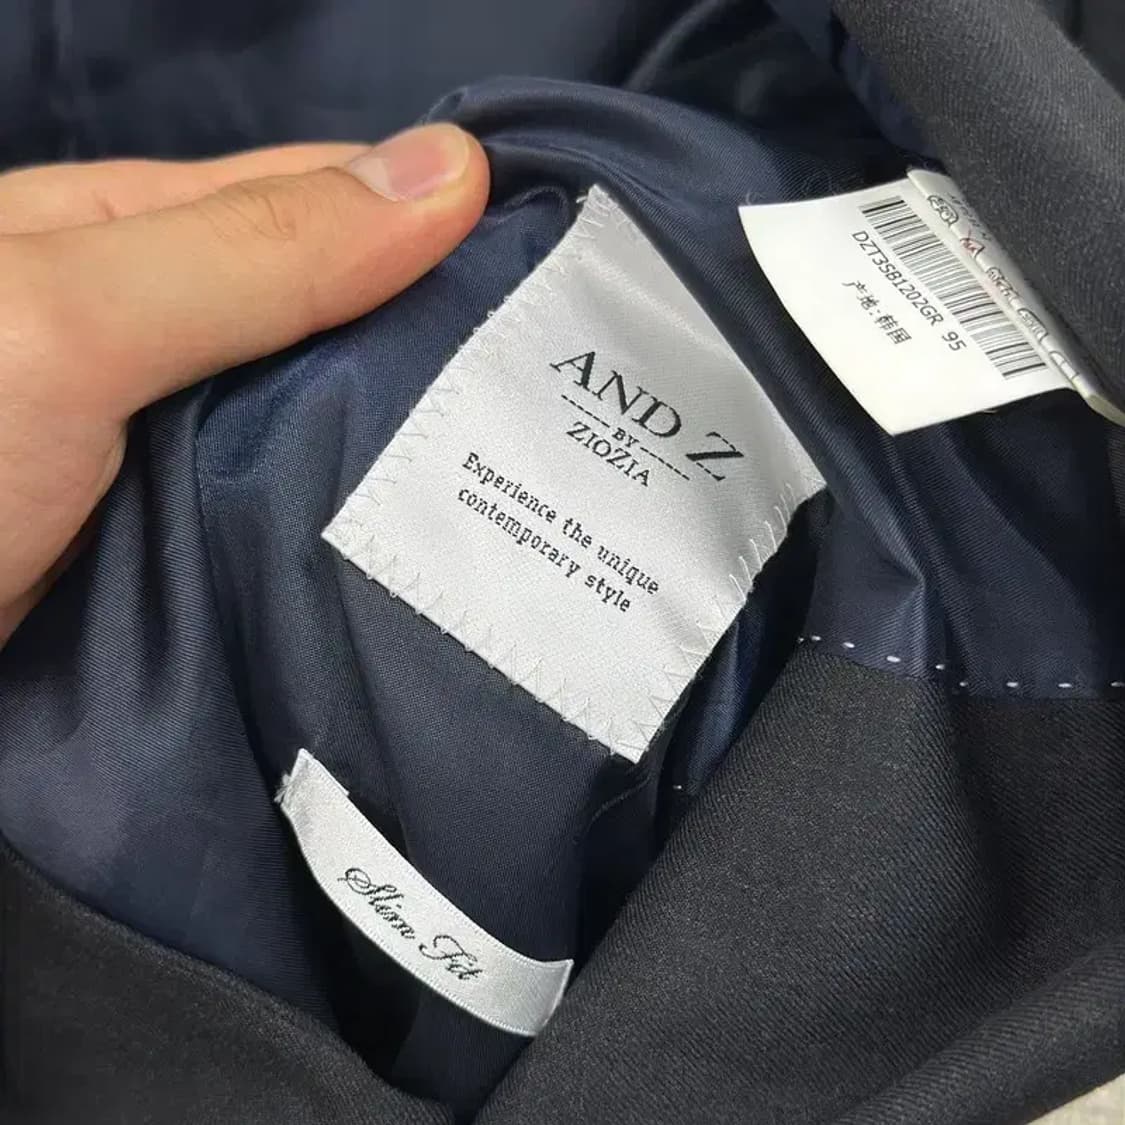 AND Z
BY
ZIOZIA
Experience the unique
contemporary style
DZT3SB1202GR 95
产地:韩国
Slim Fit